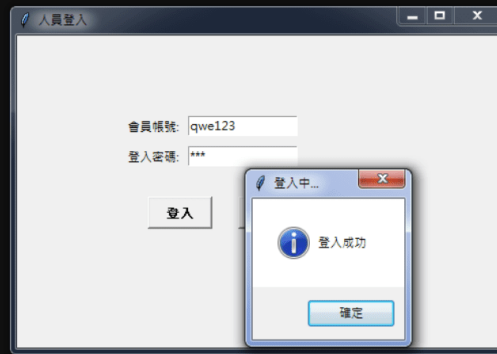 人員登入
會員帳號: qwe123
登入密碼: ***
登入
登入中...
登入成功
確定